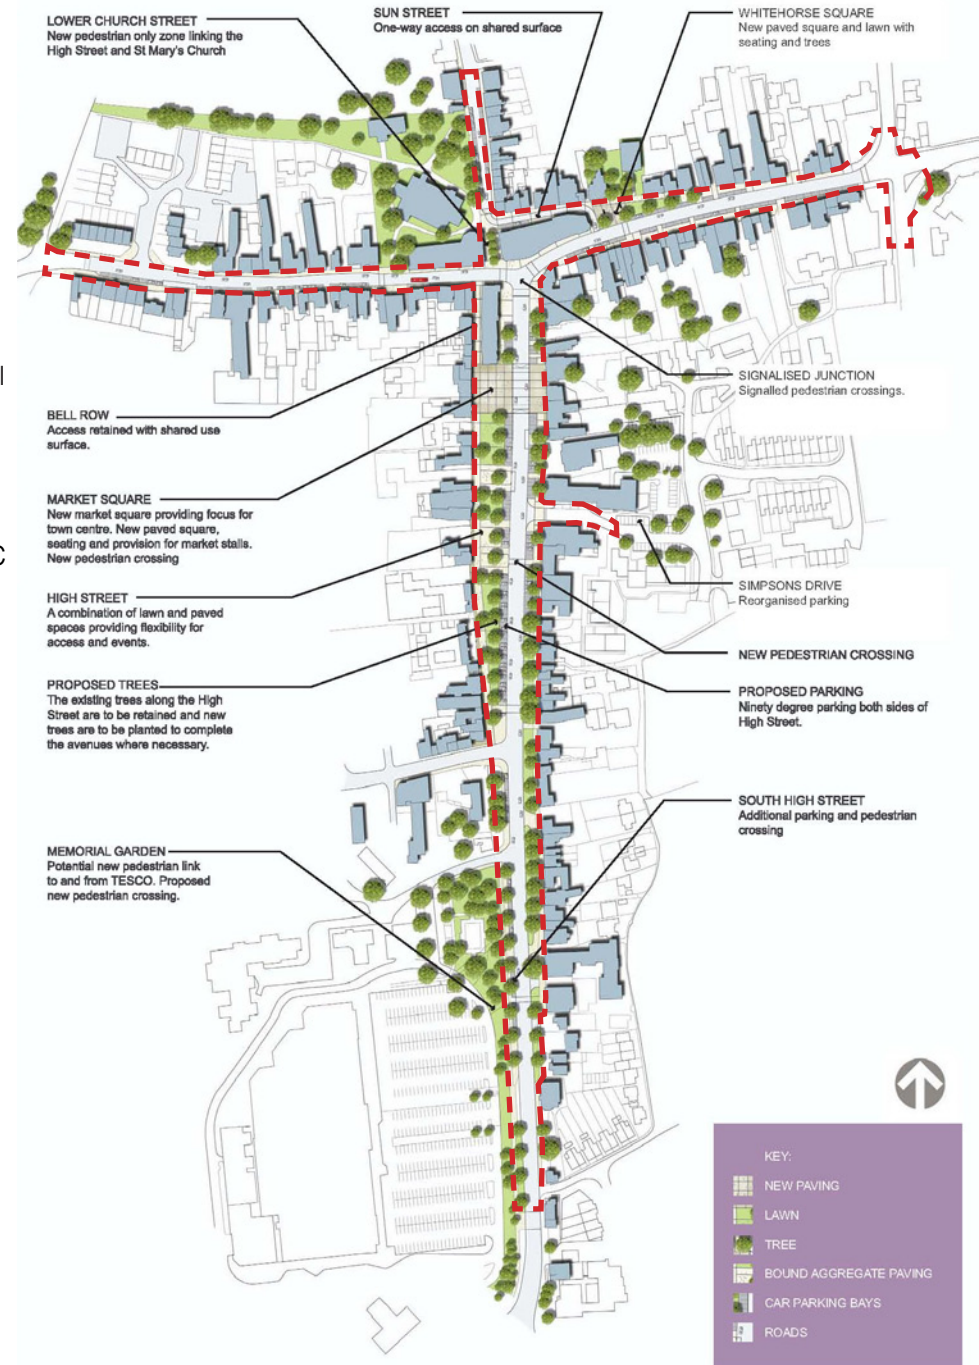 LOWER CHURCH STREET
New pedestrian only zone linking the
High Street and St Mary's Church
SUN STREET
One-way access on shared surface
WHITEHORSE SQUARE
New paved square and lawn with
seating and trees
SIGNALISED JUNCTION
Signalled pedestrian crossings.
BELL ROW
Access retained with shared use
surface.
MARKET SQUARE
New market square providing focus for
town centre. New paved square,
seating and provision for market stalls.
New pedestrian crossing
SIMPSONS DRIVE
Reorganised parking
HIGH STREET
A combination of lawn and paved
spaces providing flexibility for
access and events.
NEW PEDESTRIAN CROSSING
PROPOSED TREES
The existing trees along the High
Street are to be retained and new
trees are to be planted to complete
the avenues where necessary.
PROPOSED PARKING
Ninety degree parking both sides of
High Street.
SOUTH HIGH STREET
Additional parking and pedestrian
crossing
MEMORIAL GARDEN
Potential new pedestrian link
to and from TESCO. Proposed
new pedestrian crossing.
KEY:
NEW PAVING
LAWN
TREE
BOUND AGGREGATE PAVING
CAR PARKING BAYS
ROADS